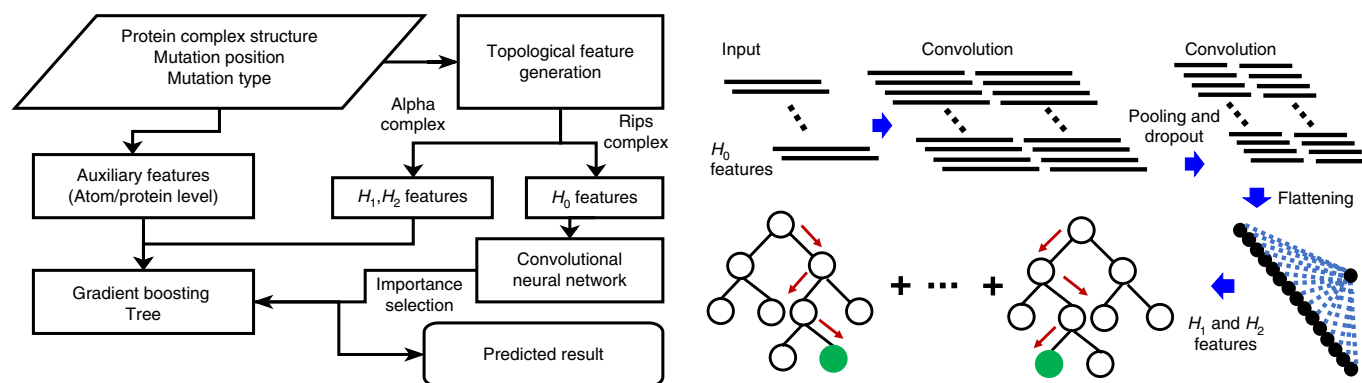 Protein complex structure
Mutation position
Mutation type
Topological feature
generation
Alpha
complex
Rips
complex
Auxiliary features
(Atom/protein level)
H1,H2 features
H0 features
Convolutional
neural network
Importance
selection
Gradient boosting
Tree
Predicted result
Input
Convolution
Convolution
H0
features
Pooling and
dropout
Flattening
+ ... +
H1 and H2
features